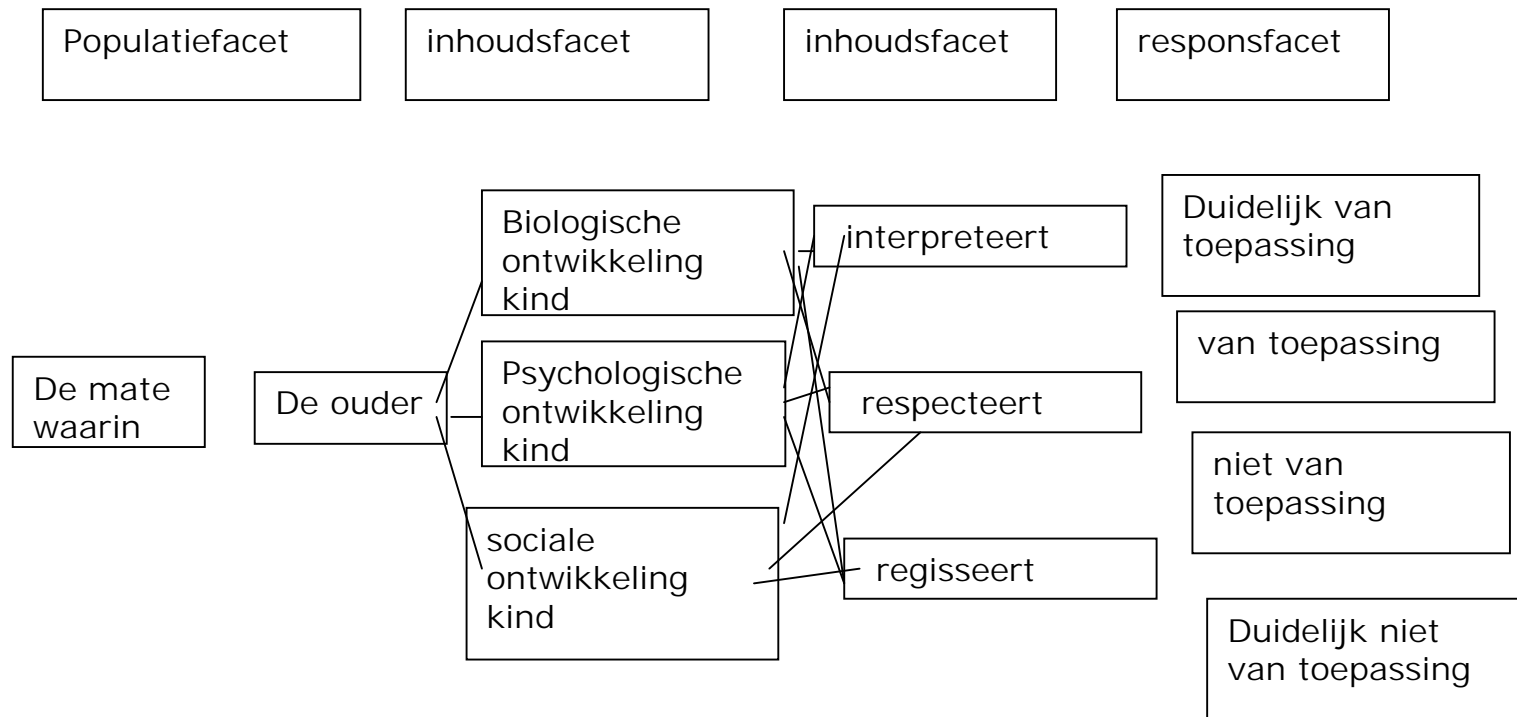 Populatiefacet
inhoudsfacet
inhoudsfacet
responsfacet
De mate
waarin
De ouder
Biologische
ontwikkeling
kind
Psychologische
ontwikkeling
kind
sociale
ontwikkeling
kind
interpreteert
respecteert
regisseert
Duidelijk van
toepassing
van toepassing
niet van
toepassing
Duidelijk niet
van toepassing